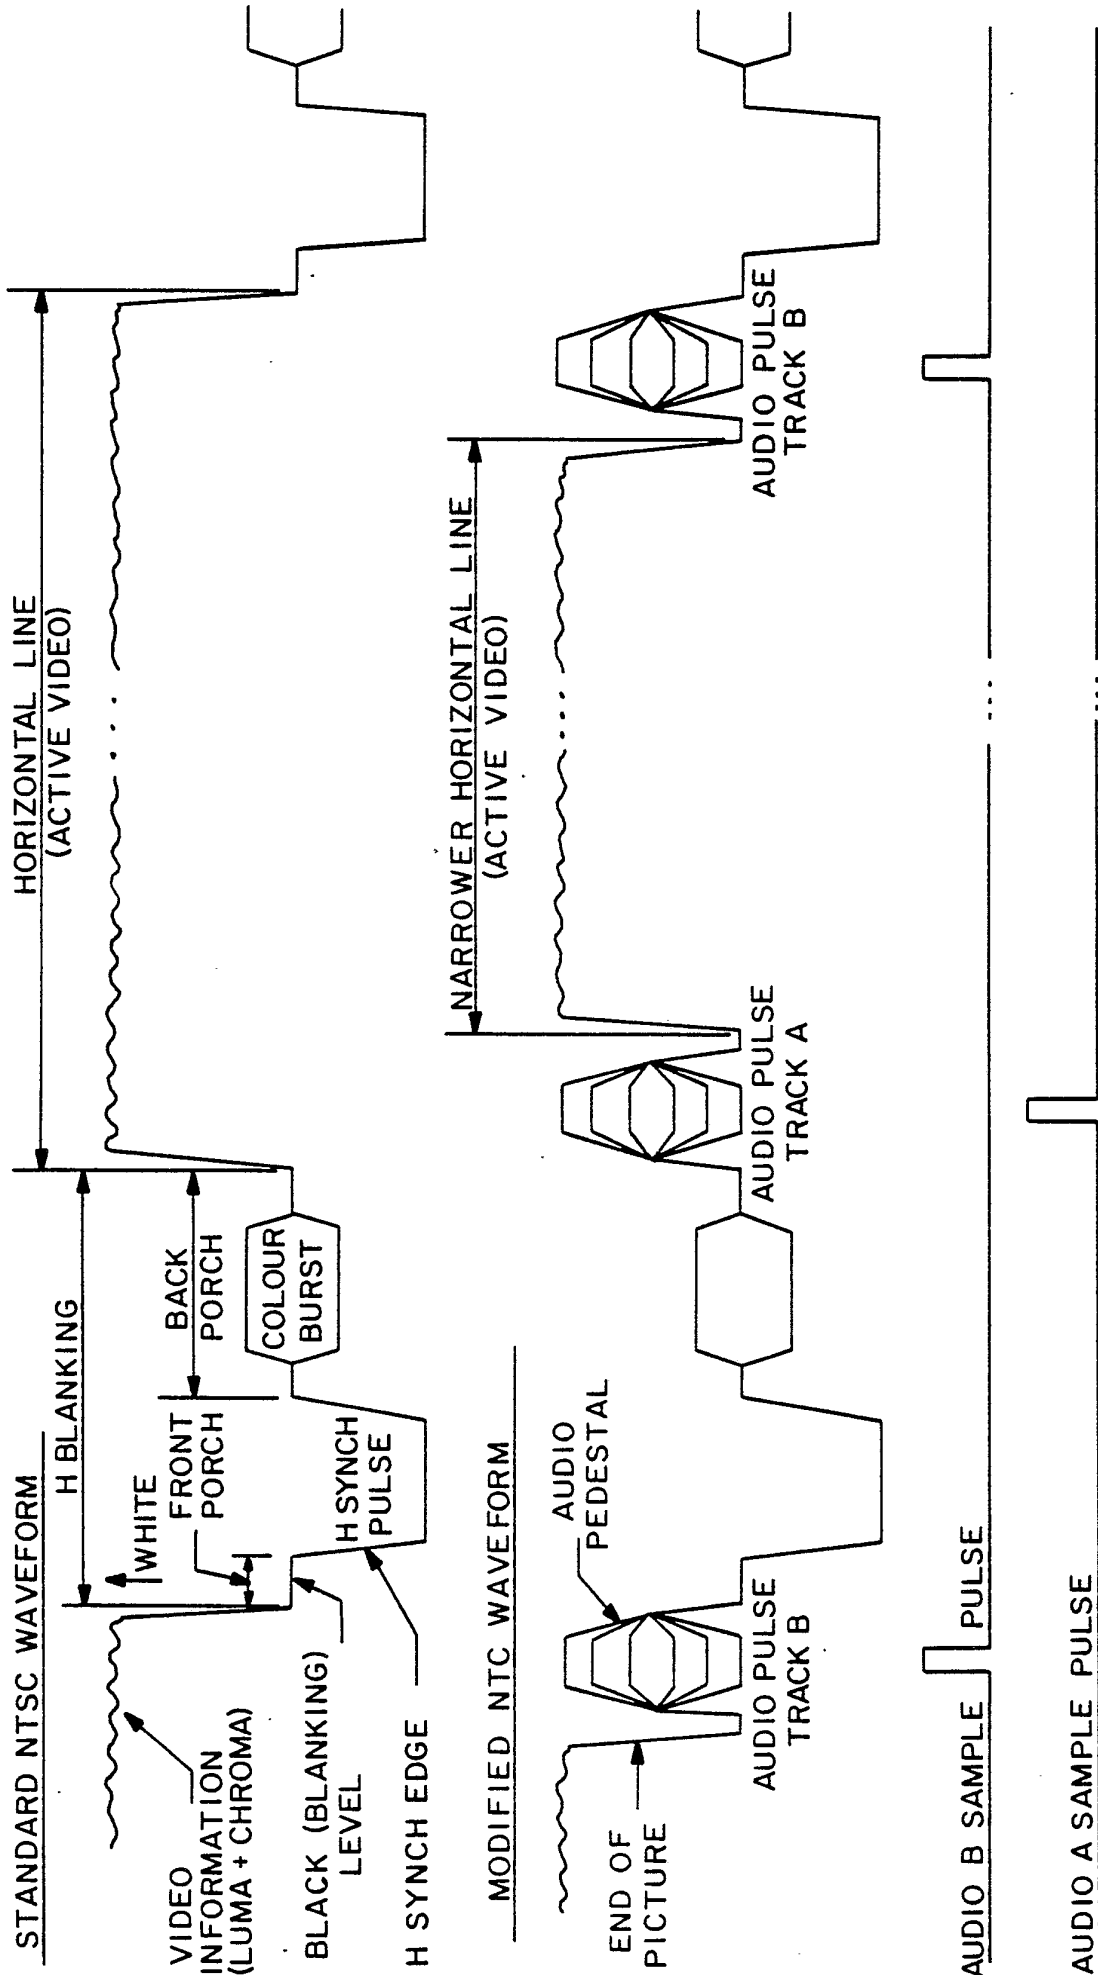 STANDARD NTSC WAVEFORM
H BLANKING
HORIZONTAL LINE
(ACTIVE VIDEO)
WHITE
FRONT
PORCH
BACK
PORCH
VIDEO
INFORMATION
(LUMA + CHROMA)
COLOUR
BURST
BLACK (BLANKING)
LEVEL
H SYNCH
PULSE
H SYNCH EDGE
MODIFIED NTC WAVEFORM
NARROWER HORIZONTAL LINE
(ACTIVE VIDEO)
AUDIO
PEDESTAL
END OF
PICTURE
AUDIO PULSE
TRACK B
AUDIO PULSE
TRACK A
AUDIO PULSE
TRACK B
AUDIO B SAMPLE PULSE
AUDIO A SAMPLE PULSE